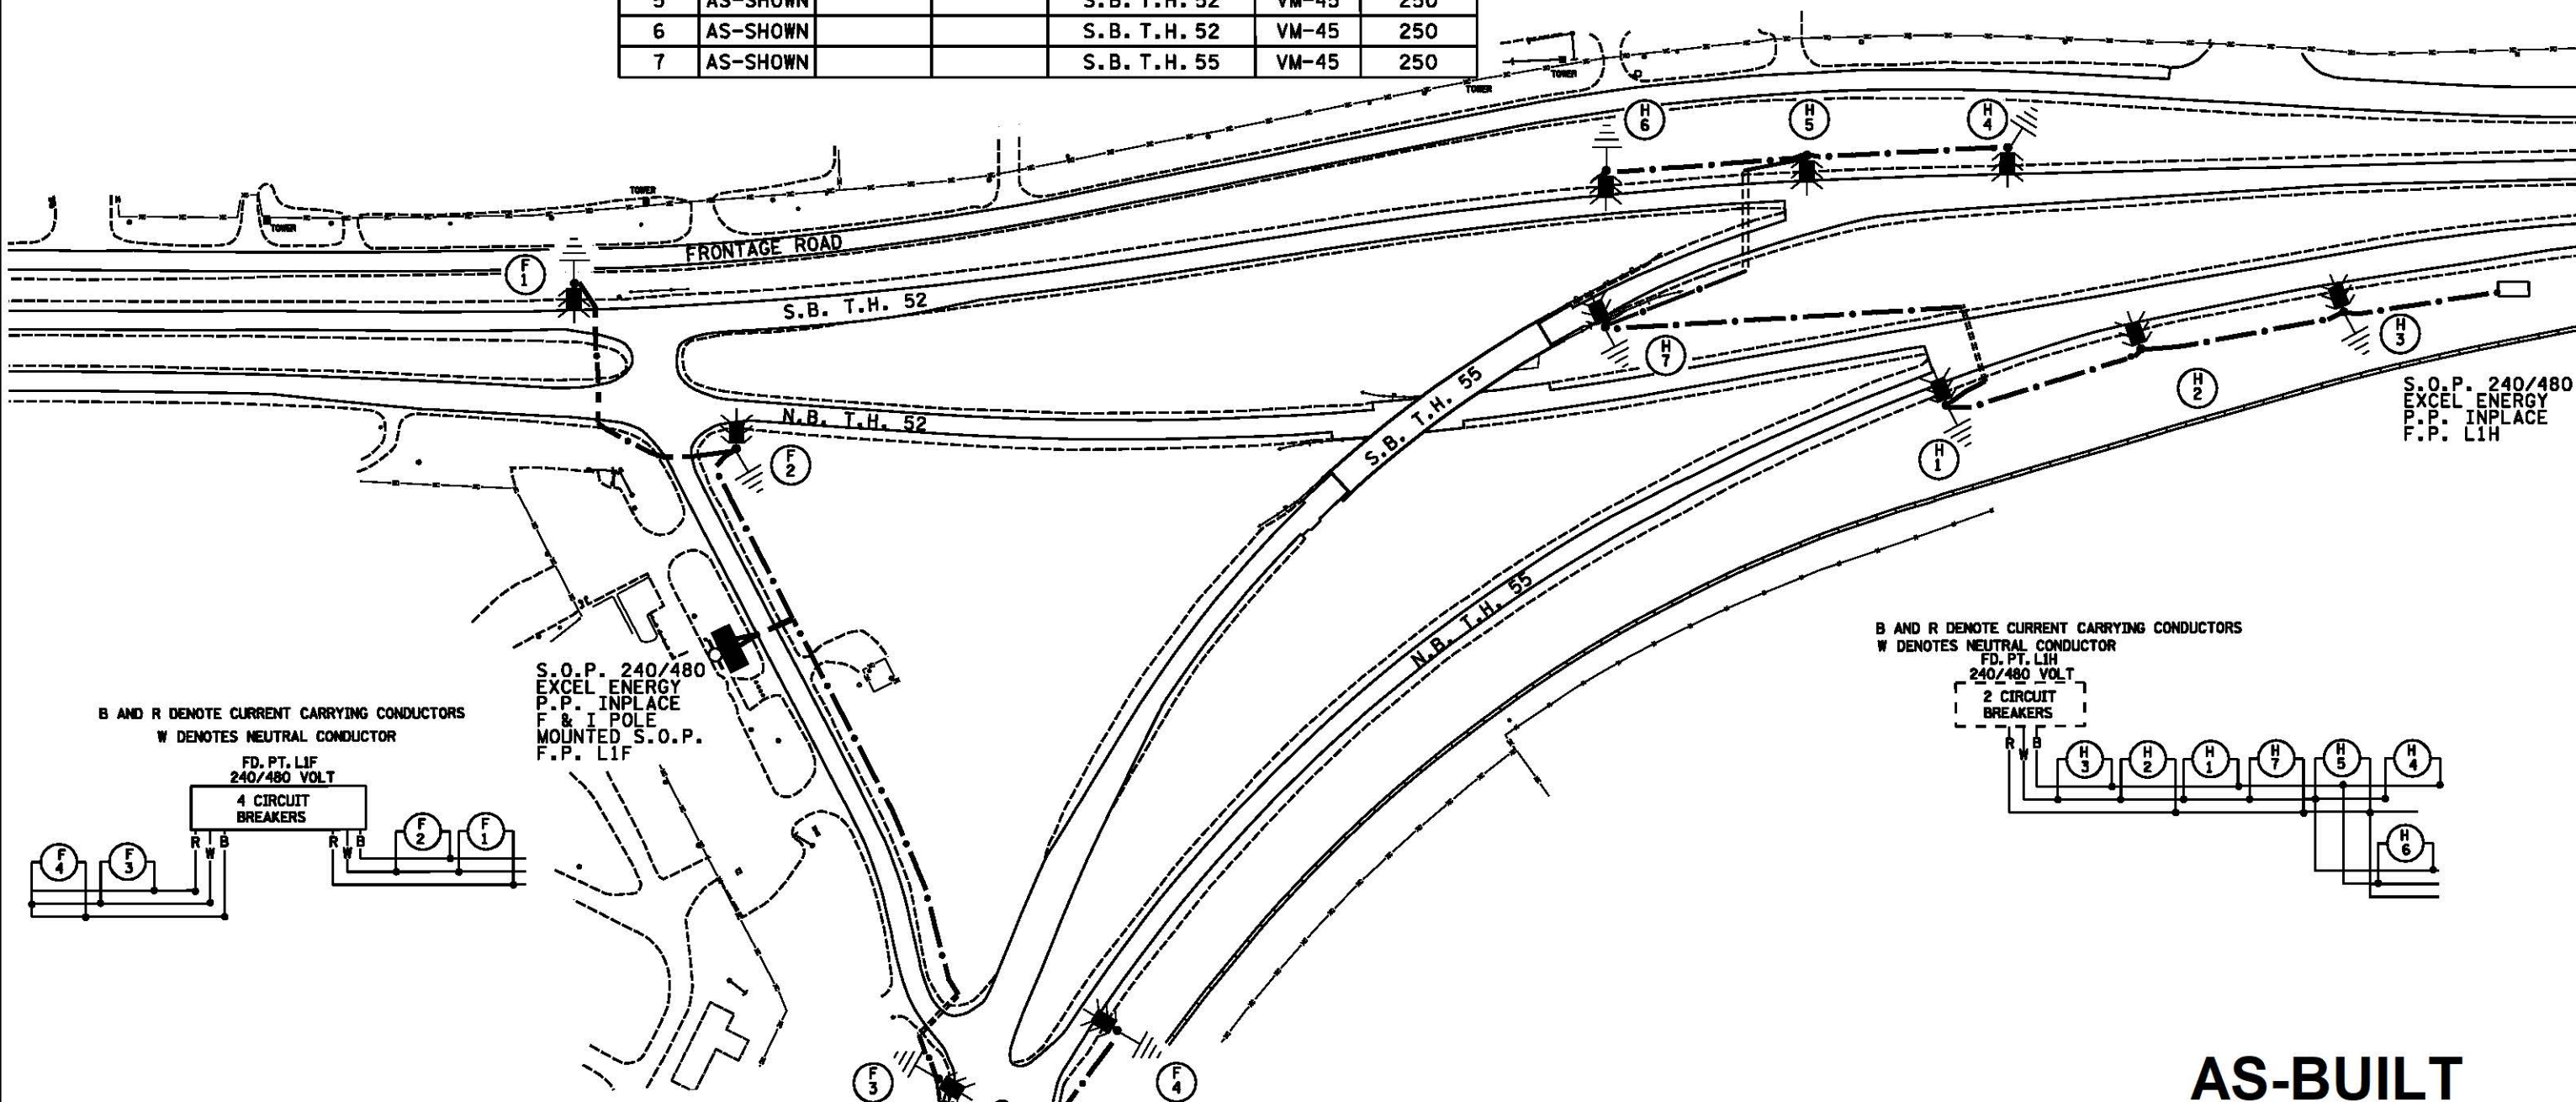 5 AS-SHOWN S.B. T.H. 52 VM-45 250
6 AS-SHOWN S.B. T.H. 52 VM-45 250
7 AS-SHOWN S.B. T.H. 55 VM-45 250
TOWER
TOWER
TOWER
TOWER
H 6
H 5
H 4
F 1
FRONTAGE ROAD
S.B. T.H. 52
N.B. T.H. 52
F 2
S.B. T.H. 55
H 7
H 3
H 2
H 1
S.O.P. 240/480
EXCEL ENERGY
P.P. INPLACE
F.P. L1H
N.B. T.H. 55
S.O.P. 240/480
EXCEL ENERGY
P.P. INPLACE
F & I POLE
MOUNTED S.O.P.
F.P. L1F
B AND R DENOTE CURRENT CARRYING CONDUCTORS
W DENOTES NEUTRAL CONDUCTOR
FD. PT. L1F
240/480 VOLT
4 CIRCUIT
BREAKERS
R W B
R W B
F 4
F 3
F 2
F 1
B AND R DENOTE CURRENT CARRYING CONDUCTORS
W DENOTES NEUTRAL CONDUCTOR
FD. PT. L1H
240/480 VOLT
2 CIRCUIT
BREAKERS
R W B
H 3
H 2
H 1
H 7
H 5
H 4
H 6
F 3
F 4
AS-BUILT